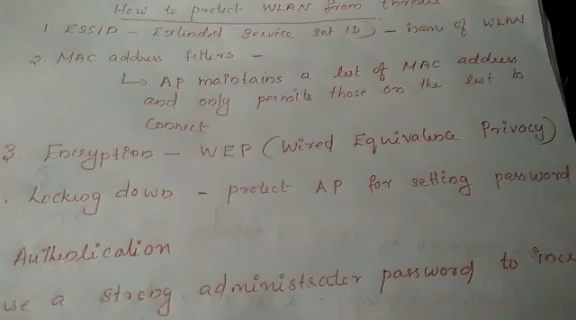 How to protect WLAN from threats
1. ESSID - Extended Service Set ID) - name of WLAN
2. MAC address filters -
↳ AP maintains a list of MAC address
and only permits those on the list to
Connect
3 Encryption - WEP (Wired Equivalence Privacy)
. Locking down - protect AP for setting password
Authentication
use a strong administrator password to